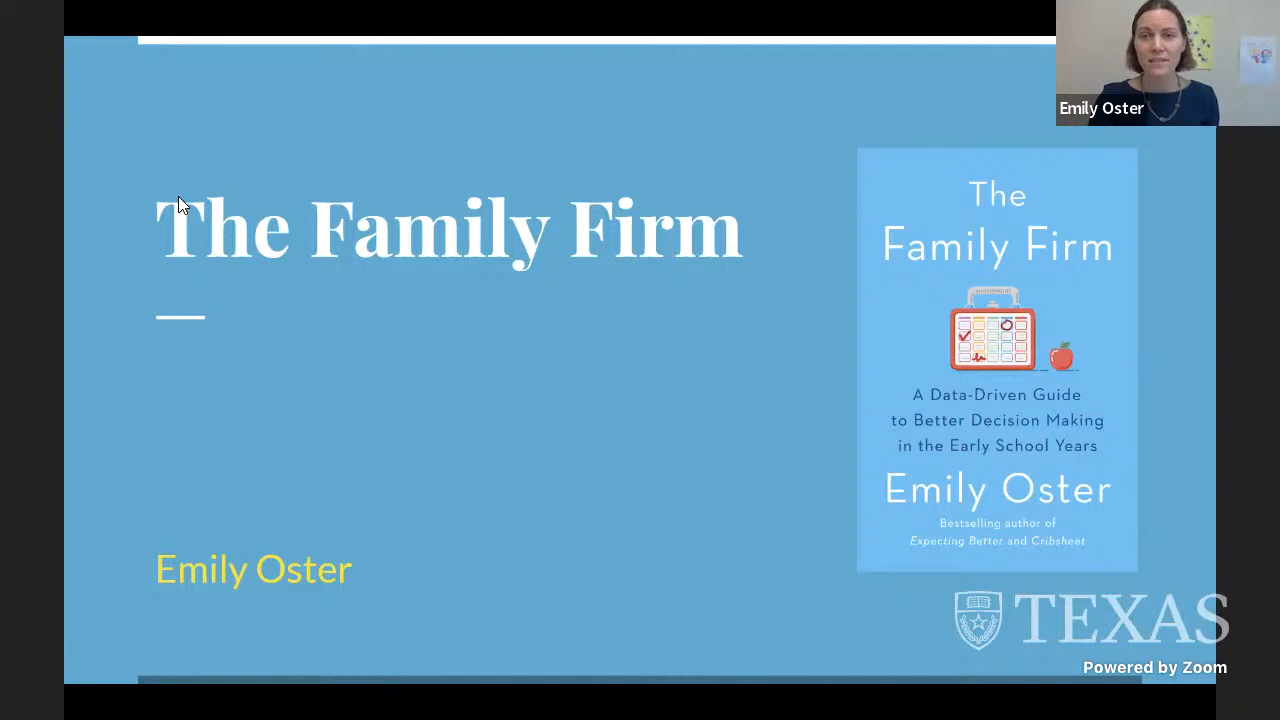 Emily Oster
The Family Firm
Emily Oster
The
Family Firm
A Data-Driven Guide
to Better Decision Making
in the Early School Years
Emily Oster
Bestselling author of
Expecting Better and Cribsheet
TEXAS
Powered by Zoom